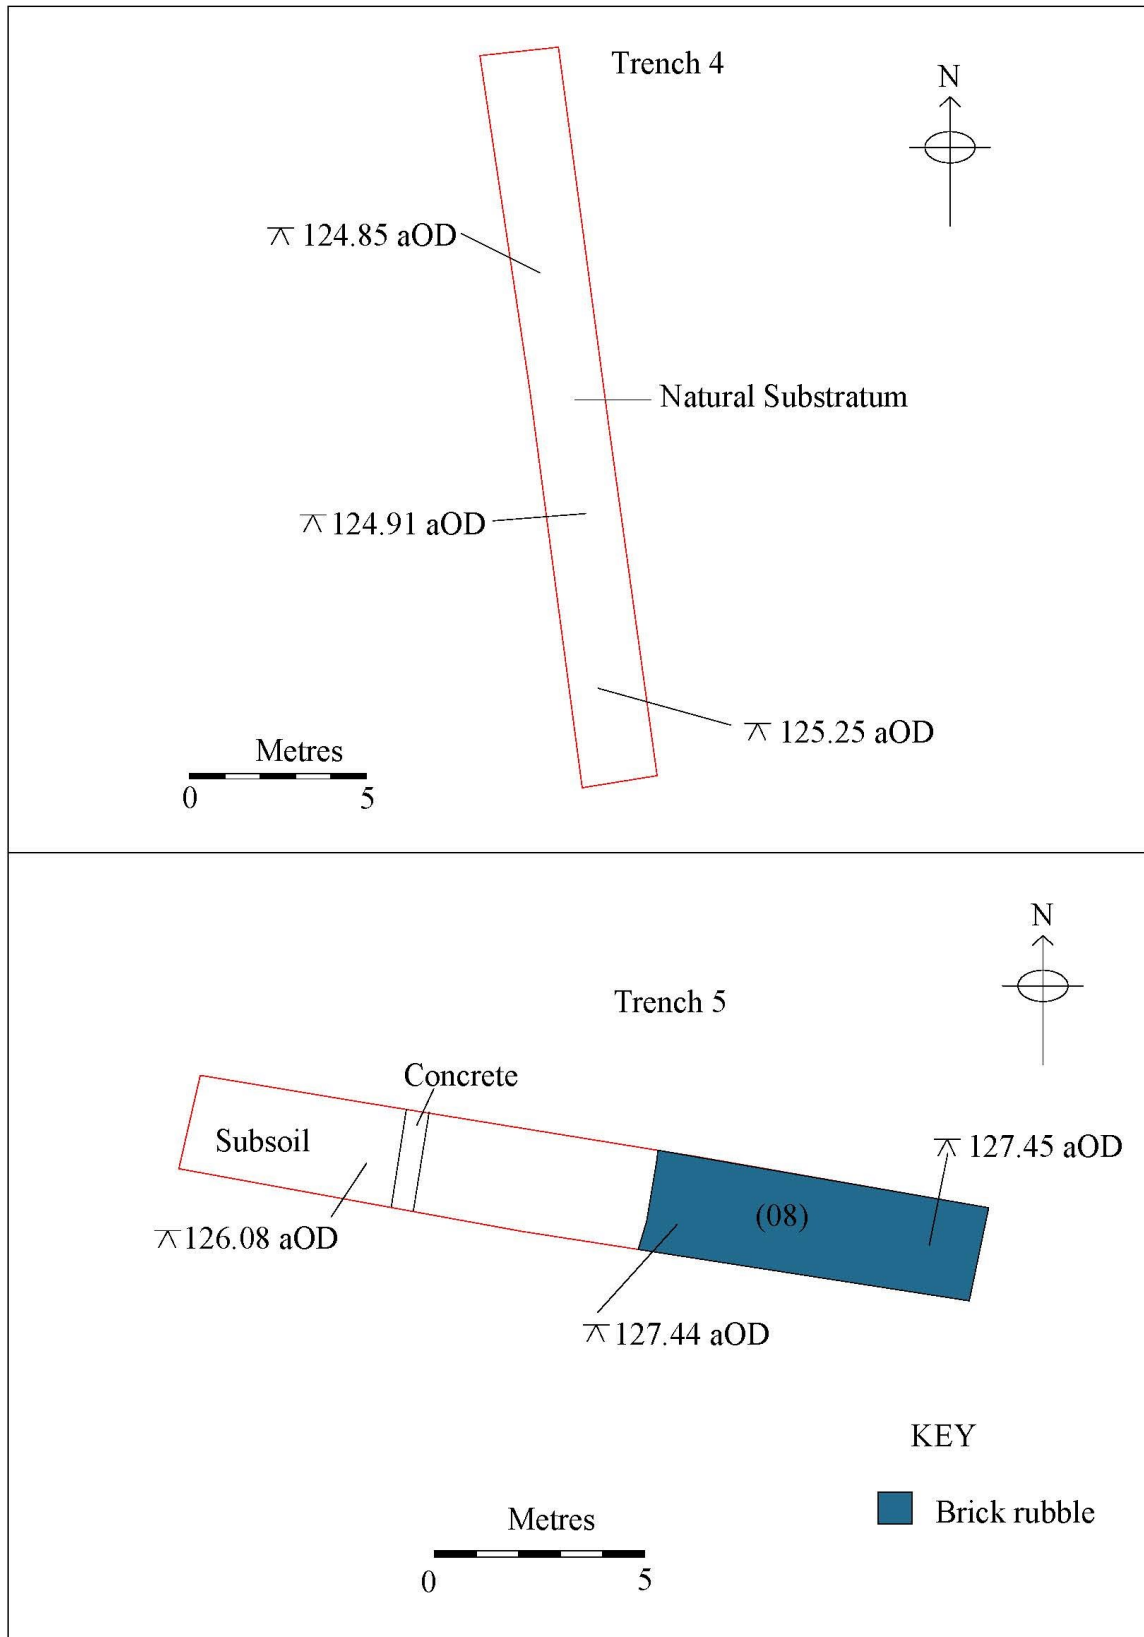 Trench 4
N
124.85 aOD
Natural Substratum
124.91 aOD
125.25 aOD
Metres
0 5
N
Trench 5
Concrete
Subsoil
127.45 aOD
(08)
126.08 aOD
127.44 aOD
KEY
Brick rubble
Metres
0 5